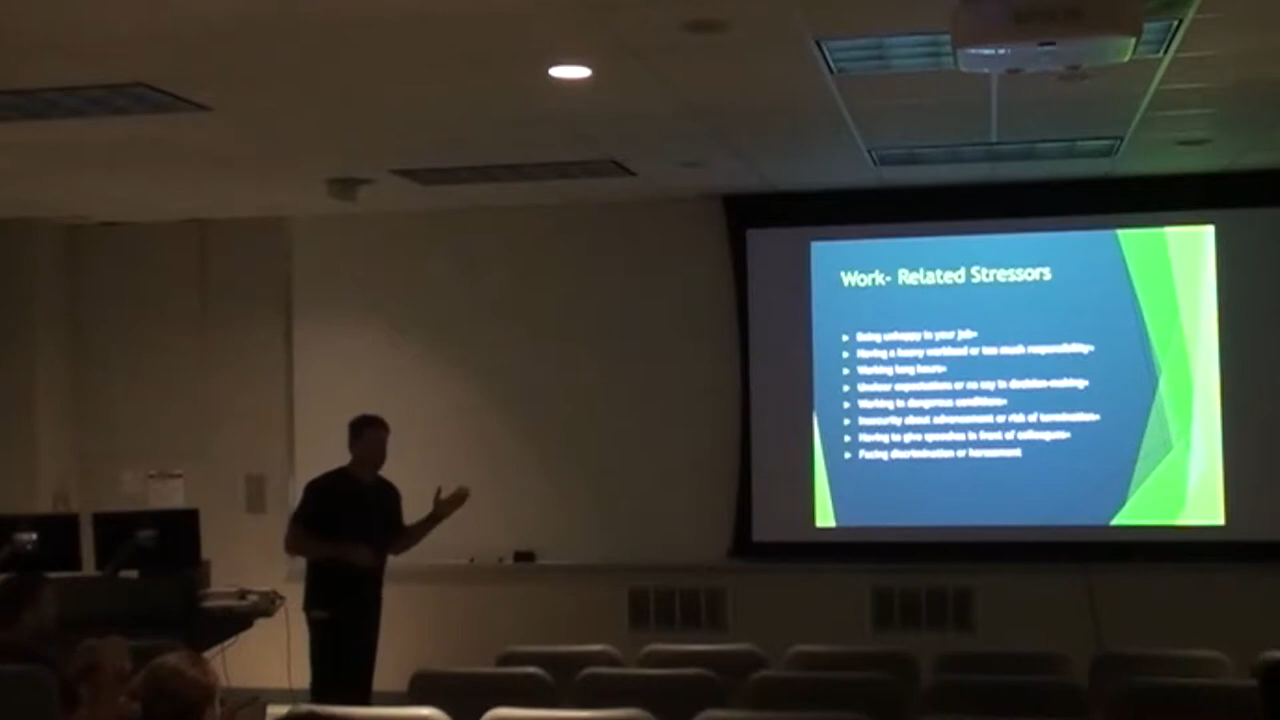 Work- Related Stressors
Being unhappy in your job-
Having a heavy workload or too much responsibility-
Working long hours-
Unclear expectations or no say in decision-making-
Working in dangerous conditions-
Insecurity about advancement or risk of termination-
Having to give speeches in front of colleagues-
Facing discrimination or harassment